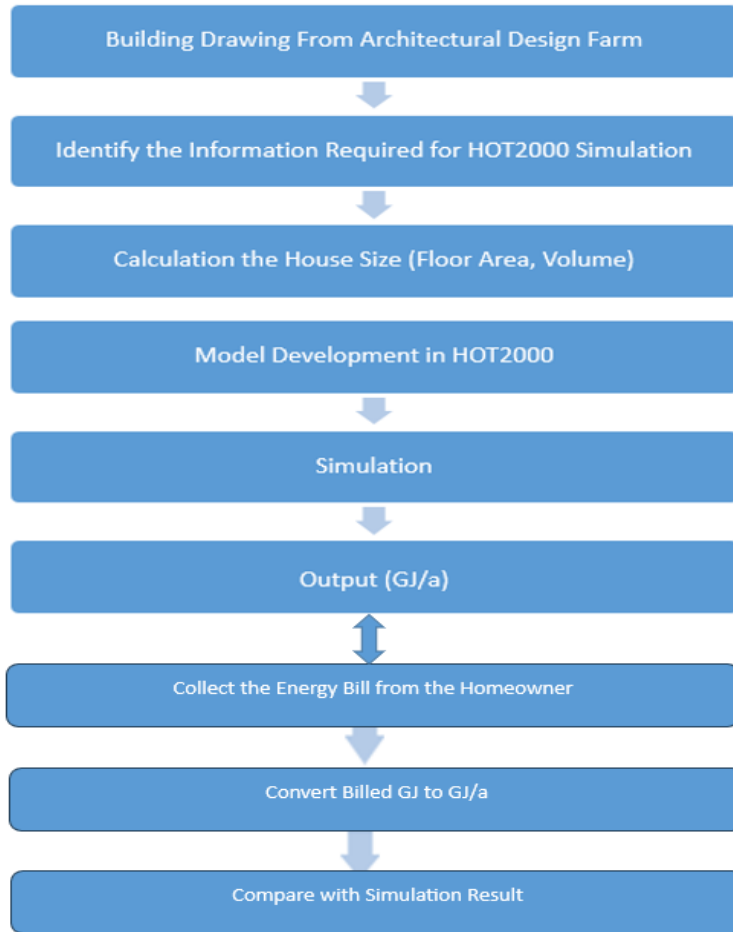 Building Drawing From Architectural Design Farm
Identify the Information Required for HOT2000 Simulation
Calculation the House Size (Floor Area, Volume)
Model Development in HOT2000
Simulation
Output (GJ/a)
Collect the Energy Bill from the Homeowner
Convert Billed GJ to GJ/a
Compare with Simulation Result